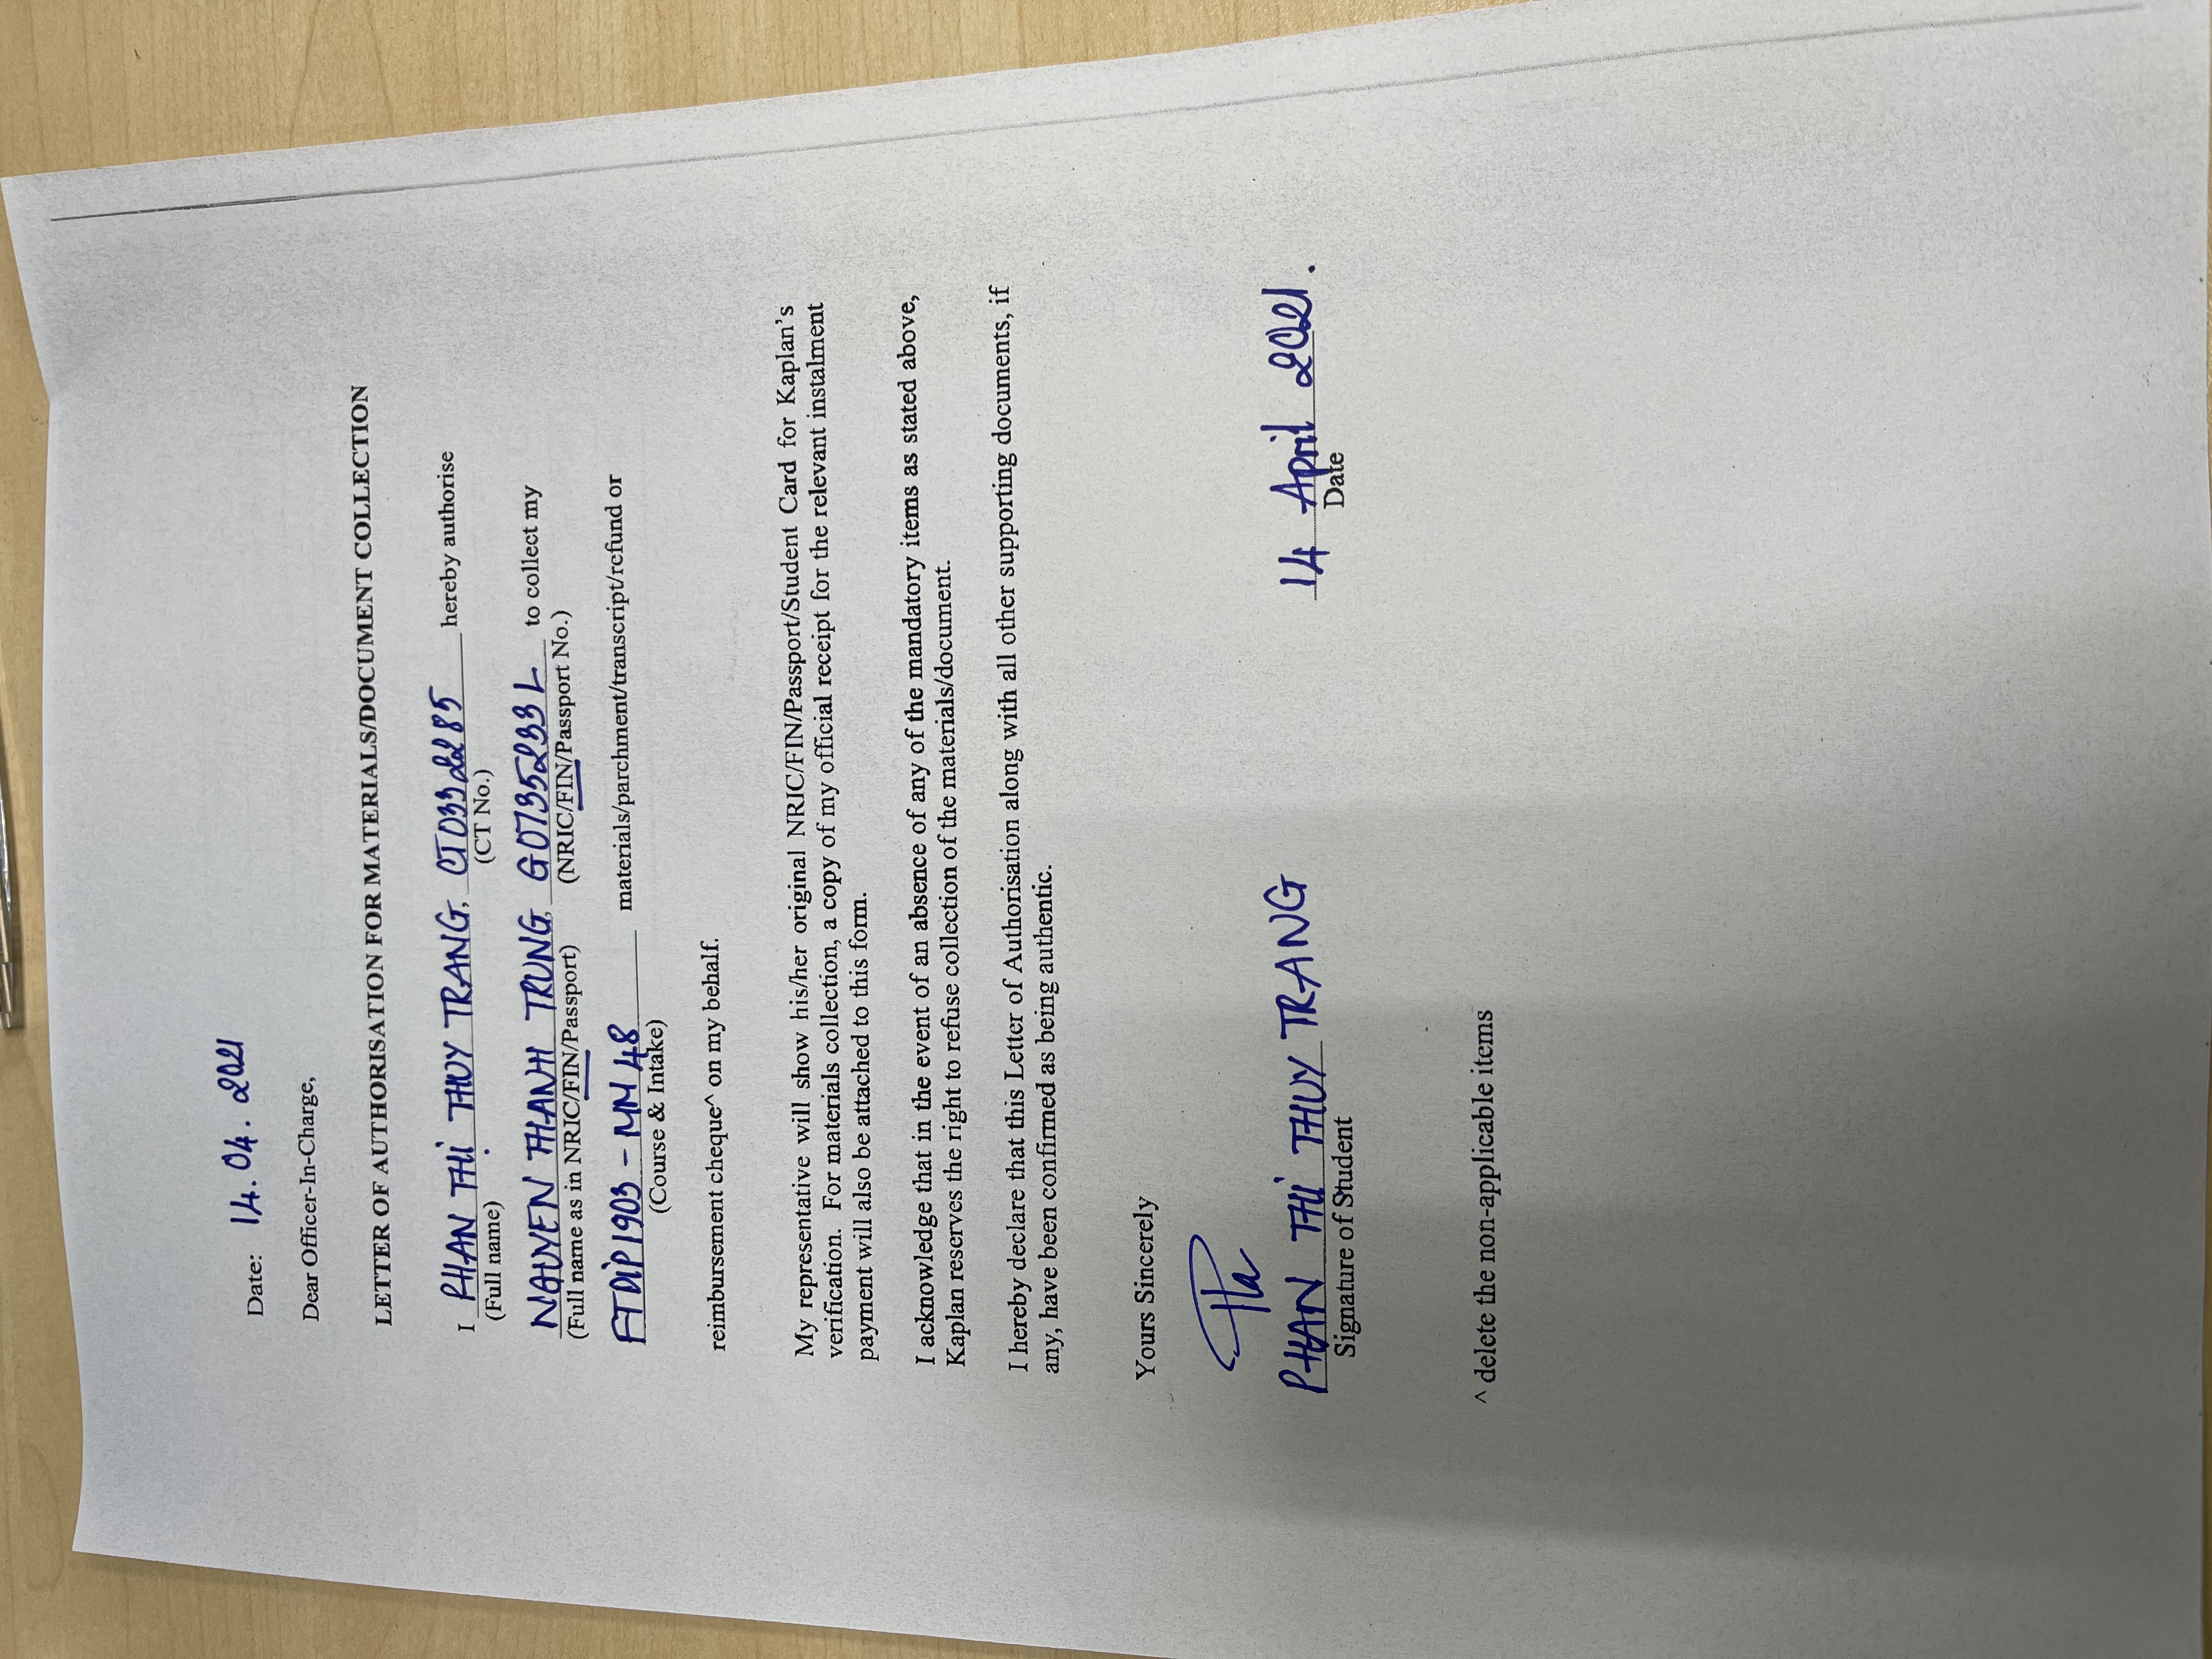 Date: 14.04.2021
Dear Officer-In-Charge,
LETTER OF AUTHORISATION FOR MATERIALS/DOCUMENT COLLECTION
I PHAN THỊ THUY TRANG, CT0332285 hereby authorise
(Full name) (CT No.)
NGUYEN THANH TRUNG, G0735233L to collect my
(Full name as in NRIC/FIN/Passport) (NRIC/FIN/Passport No.)
FTDiP1903 - MM 48 materials/parchment/transcript/refund or
(Course & Intake)
reimbursement cheque^ on my behalf.
My representative will show his/her original NRIC/FIN/Passport/Student Card for Kaplan's
verification. For materials collection, a copy of my official receipt for the relevant instalment
payment will also be attached to this form.
I acknowledge that in the event of an absence of any of the mandatory items as stated above,
Kaplan reserves the right to refuse collection of the materials/document.
I hereby declare that this Letter of Authorisation along with all other supporting documents, if
any, have been confirmed as being authentic.
Yours Sincerely
PHAN THỊ THUY TRANG 14 April 2021.
Signature of Student Date
^ delete the non-applicable items